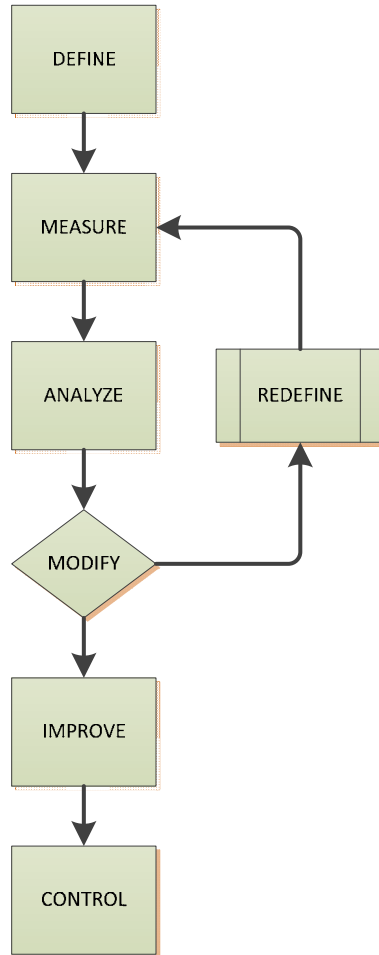 DEFINE
MEASURE
ANALYZE
REDEFINE
MODIFY
IMPROVE
CONTROL